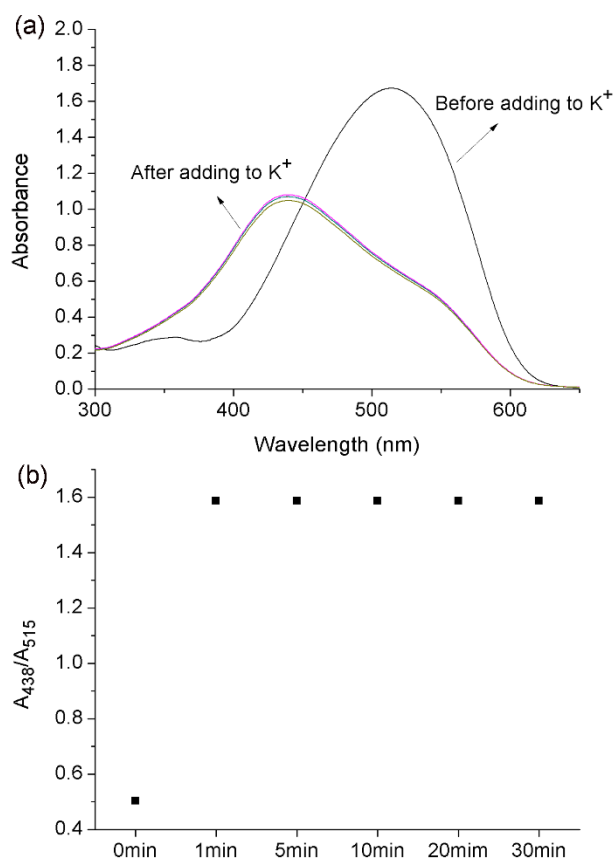 (a)
2.0
1.8
Before adding to K+
1.6
1.4
After adding to K+
1.2
1.0
0.8
0.6
0.4
0.2
0.0
Absorbance
300 400 500 600
Wavelength (nm)
(b)
1.6
1.4
1.2
1.0
0.8
0.6
0.4
A438/A515
0min 1min 5min 10min 20mim 30min